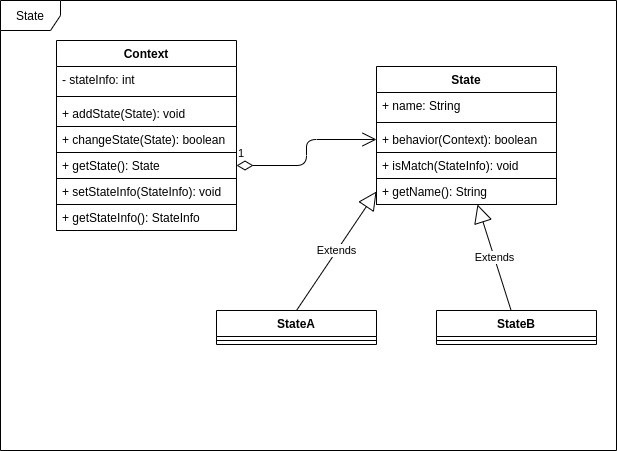 State
Context
- stateInfo: int
+ addState(State): void
+ changeState(State): boolean
+ getState(): State
+ setStateInfo(StateInfo): void
+ getStateInfo(): StateInfo
1
State
+ name: String
+ behavior(Context): boolean
+ isMatch(StateInfo): void
+ getName(): String
Extends
Extends
StateA
StateB